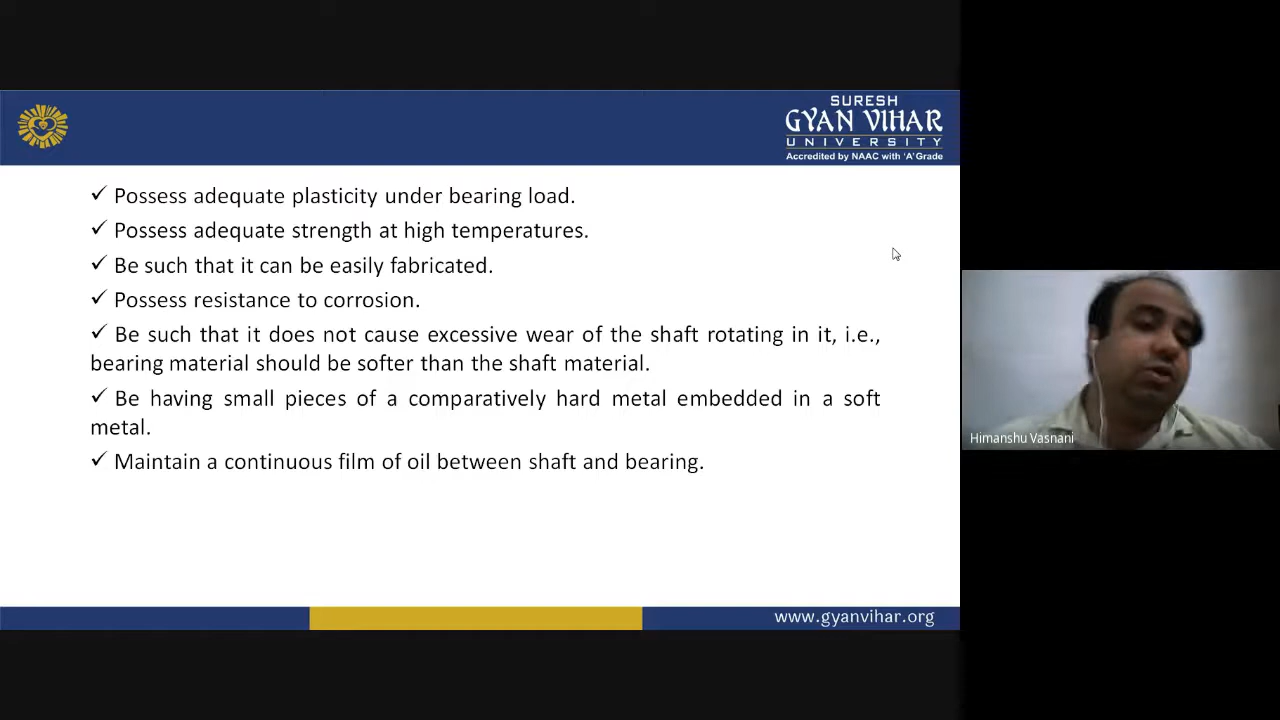 SURESH
GYAN VIHAR
UNIVERSITY
Accredited by NAAC with 'A' Grade
✓ Possess adequate plasticity under bearing load.
✓ Possess adequate strength at high temperatures.
✓ Be such that it can be easily fabricated.
✓ Possess resistance to corrosion.
✓ Be such that it does not cause excessive wear of the shaft rotating in it, i.e.,
bearing material should be softer than the shaft material.
✓ Be having small pieces of a comparatively hard metal embedded in a soft
metal.
✓ Maintain a continuous film of oil between shaft and bearing.
www.gyanvihar.org
Himanshu Vasnani